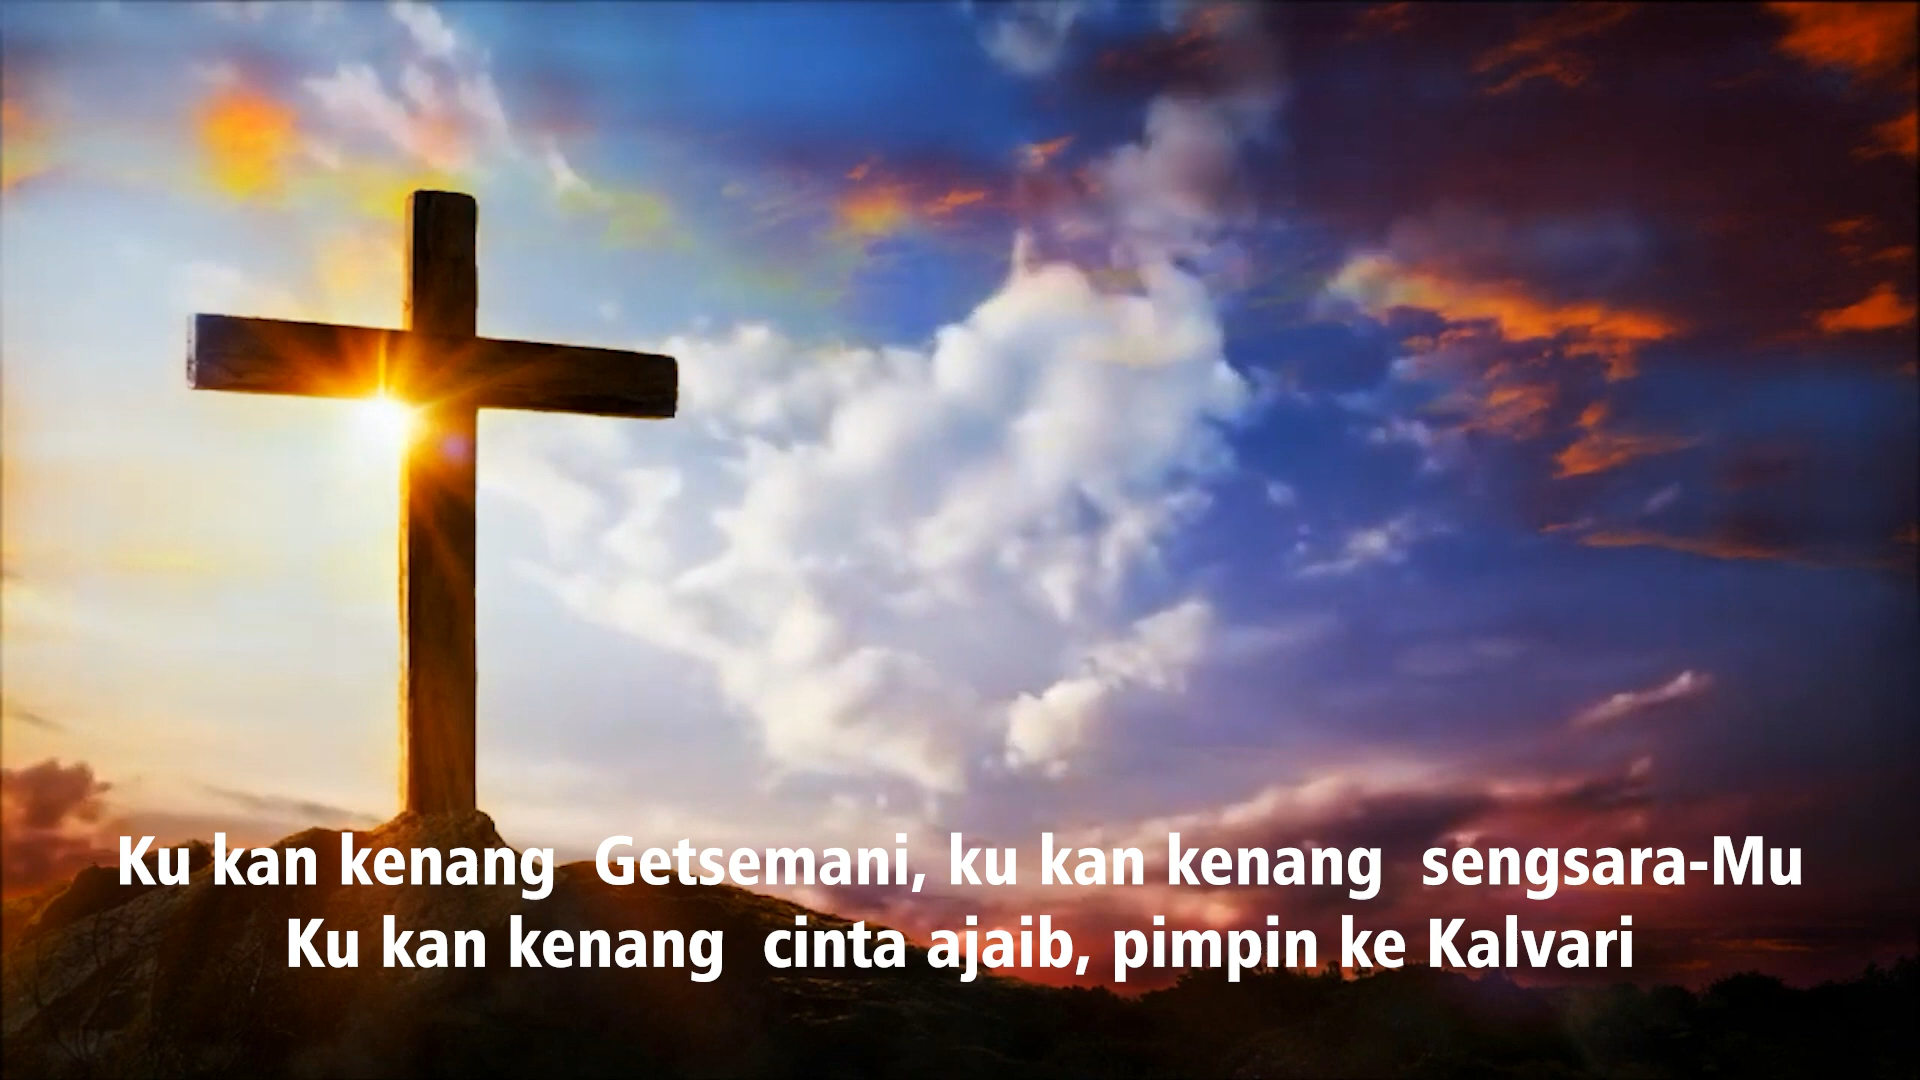 Ku kan kenang  Getsemani, ku kan kenang  sengsara-Mu
Ku kan kenang  cinta ajaib, pimpin ke Kalvari